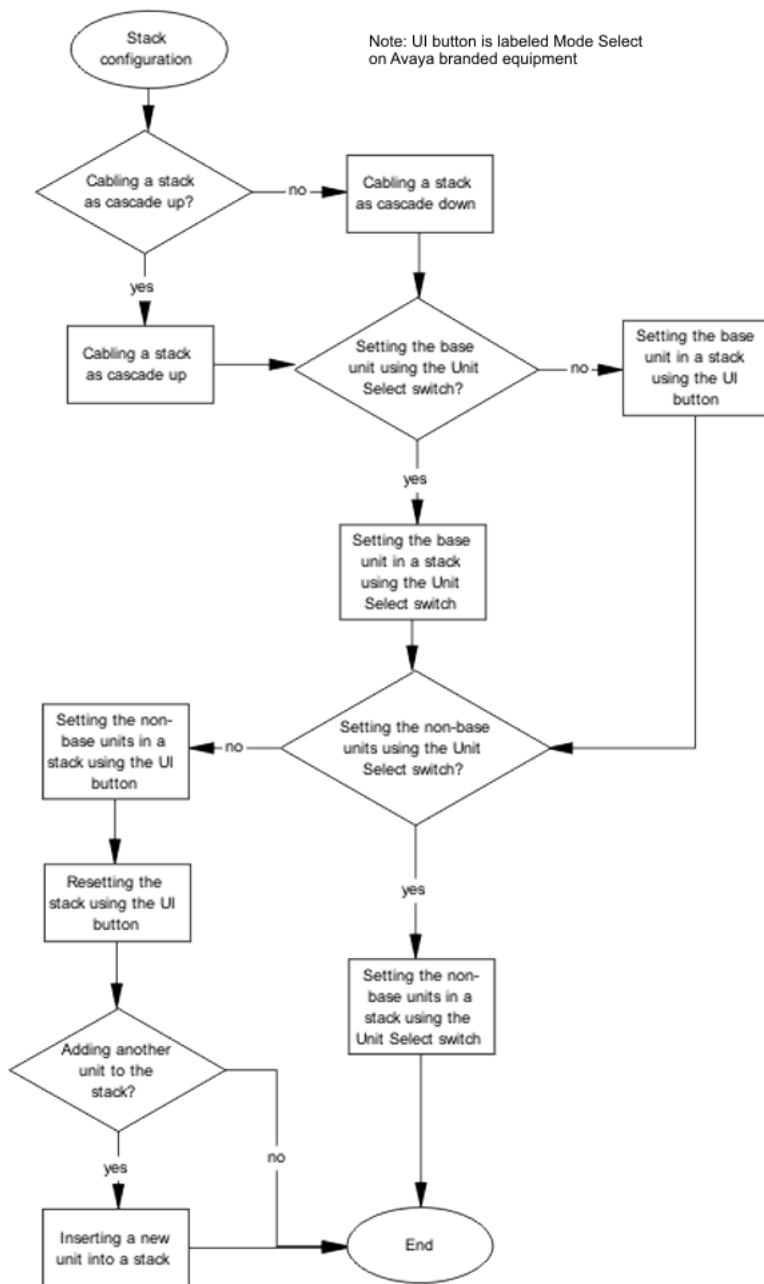 Stack
configuration
Note: UI button is labeled Mode Select
on Avaya branded equipment
Cabling a stack
as cascade up?
no
Cabling a stack
as cascade down
yes
Cabling a stack
as cascade up
Setting the base
unit using the Unit
Select switch?
no
Setting the base
unit in a stack
using the UI
button
yes
Setting the base
unit in a stack
using the Unit
Select switch
Setting the non-
base units in a
stack using the UI
button
no
Setting the non-base
units using the Unit
Select switch?
Resetting the
stack using the UI
button
yes
Setting the non-
base units in a
stack using the
Unit Select switch
Adding another
unit to the
stack?
no
yes
Inserting a new
unit into a stack
End